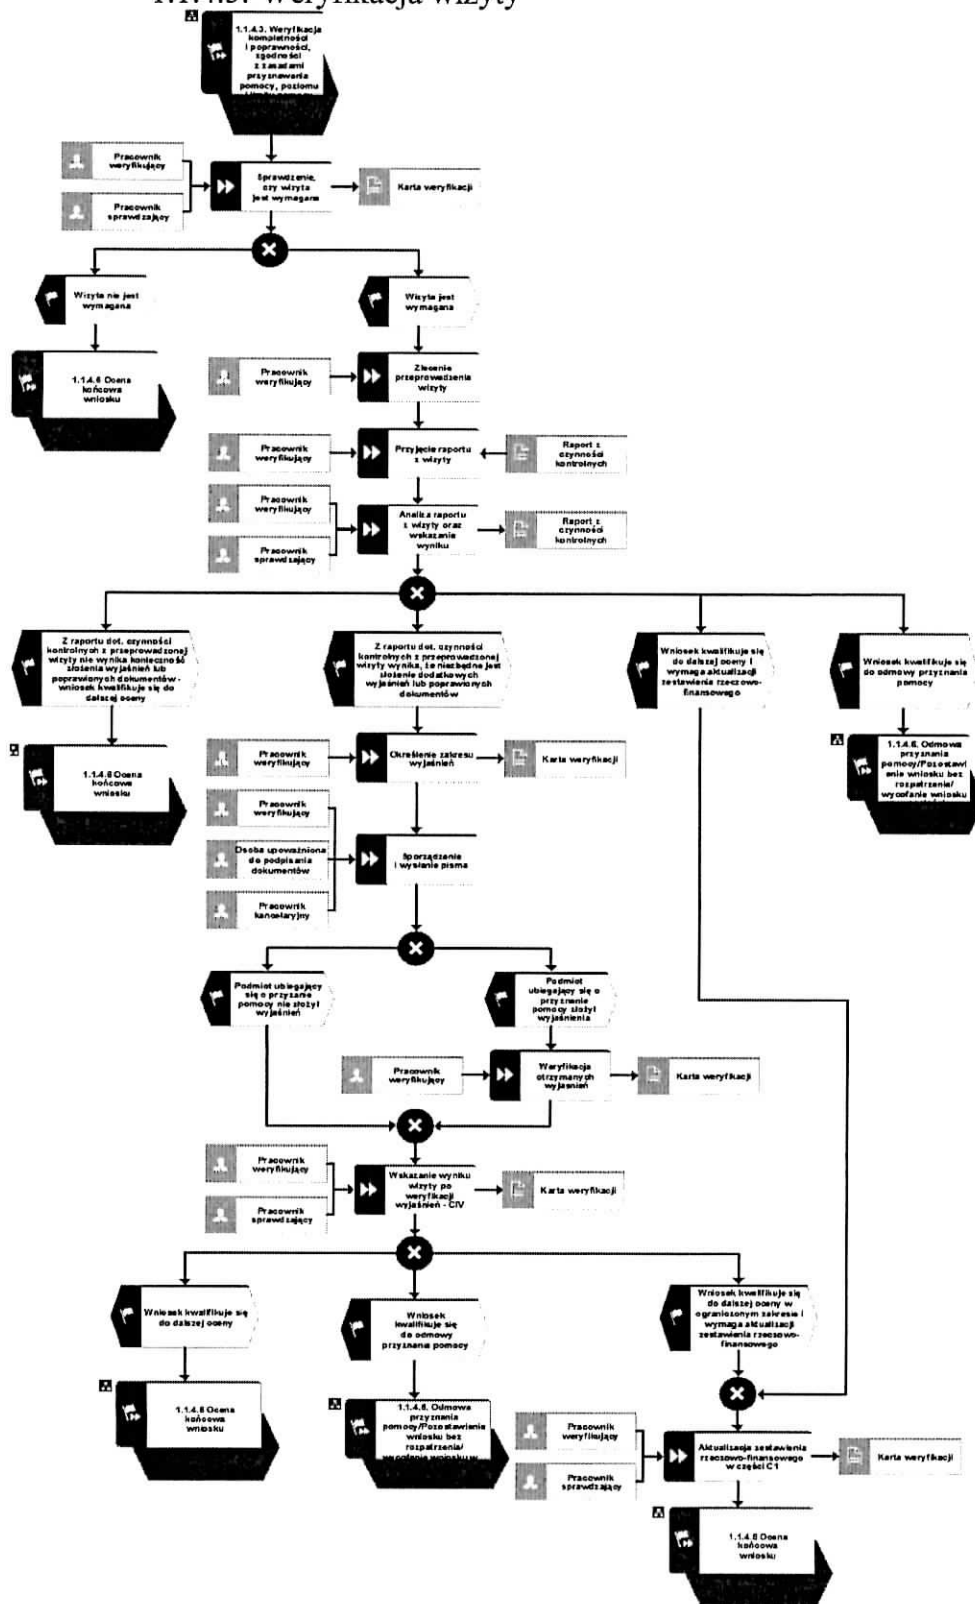 Weryfikacja wizyty
1.1.4.3. Weryfikacja
kompletności
i poprawności,
zgodności
z zasadami
przyznawania
pomocy, poziomu
Pracownik
weryfikujący
Pracownik
sprawdzający
Sprawdzenie,
czy wizyta
jest wymagana
Karta weryfikacji
Wizyta nie jest
wymagana
Wizyta jest
wymagana
1.1.4.6 Ocena
końcowa
wniosku
Pracownik
weryfikujący
Zlecenie
przeprowadzenia
wizyty
Pracownik
weryfikujący
Przyjęcie raportu
z wizyty
Raport z
czynności
kontrolnych
Pracownik
weryfikujący
Pracownik
sprawdzający
Analiza raportu
z wizyty oraz
wskazanie
wyniku
Raport z
czynności
kontrolnych
Z raportu dot. czynności
kontrolnych z przeprowadzonej
wizyty nie wynika konieczność
złożenia wyjaśnień lub
poprawionych dokumentów -
wniosek kwalifikuje się do
dalszej oceny
Z raportu dot. czynności
kontrolnych z przeprowadzonej
wizyty wynika, że niezbędne jest
złożenie dodatkowych
wyjaśnień lub poprawionych
dokumentów
Wniosek kwalifikuje się
do dalszej oceny i
wymaga aktualizacji
zestawienia rzeczowo-
finansowego
Wniosek kwalifikuje się
do odmowy przyznania
pomocy
1.1.4.6 Ocena
końcowa
wniosku
Pracownik
weryfikujący
Określenie zakresu
wyjaśnień
Karta weryfikacji
1.1.4.6. Odmowa
przyznania
pomocy/Pozostawi
enie wniosku bez
rozpatrzenia/
wycofanie wniosku
Pracownik
weryfikujący
Osoba upoważniona
do podpisania
dokumentów
Pracownik
kancelaryjny
Sporządzenie
i wysłanie pisma
Podmiot ubiegający
się o przyzanie
pomocy nie złożył
wyjaśnień
Podmiot
ubiegający się o
przyznanie
pomocy złożył
wyjaśnienia
Pracownik
weryfikujący
Weryfikacja
otrzymanych
wyjaśnień
Karta weryfikacji
Pracownik
weryfikujący
Pracownik
sprawdzający
Wskazanie wyniku
wizyty po
weryfikacji
wyjaśnień - CIV
Karta weryfikacji
Wniosek kwalifikuje się
do dalszej oceny
Wniosek
kwalifikuje się
do odmowy
przyznania pomocy
Wniosek kwalifikuje się
do dalszej oceny w
ograniczonym zakresie i
wymaga aktualizacji
zestawienia rzeczowo-
finansowego
1.1.4.6 Ocena
końcowa
wniosku
1.1.4.6. Odmowa
przyznania
pomocy/Pozostawienie
wniosku bez
rozpatrzenia/
wycofanie wniosku w
Pracownik
weryfikujący
Pracownik
sprawdzający
Aktualizacja zestawienia
rzeczowo-finansowego
w części C1
Karta weryfikacji
1.1.4.6 Ocena
końcowa
wniosku